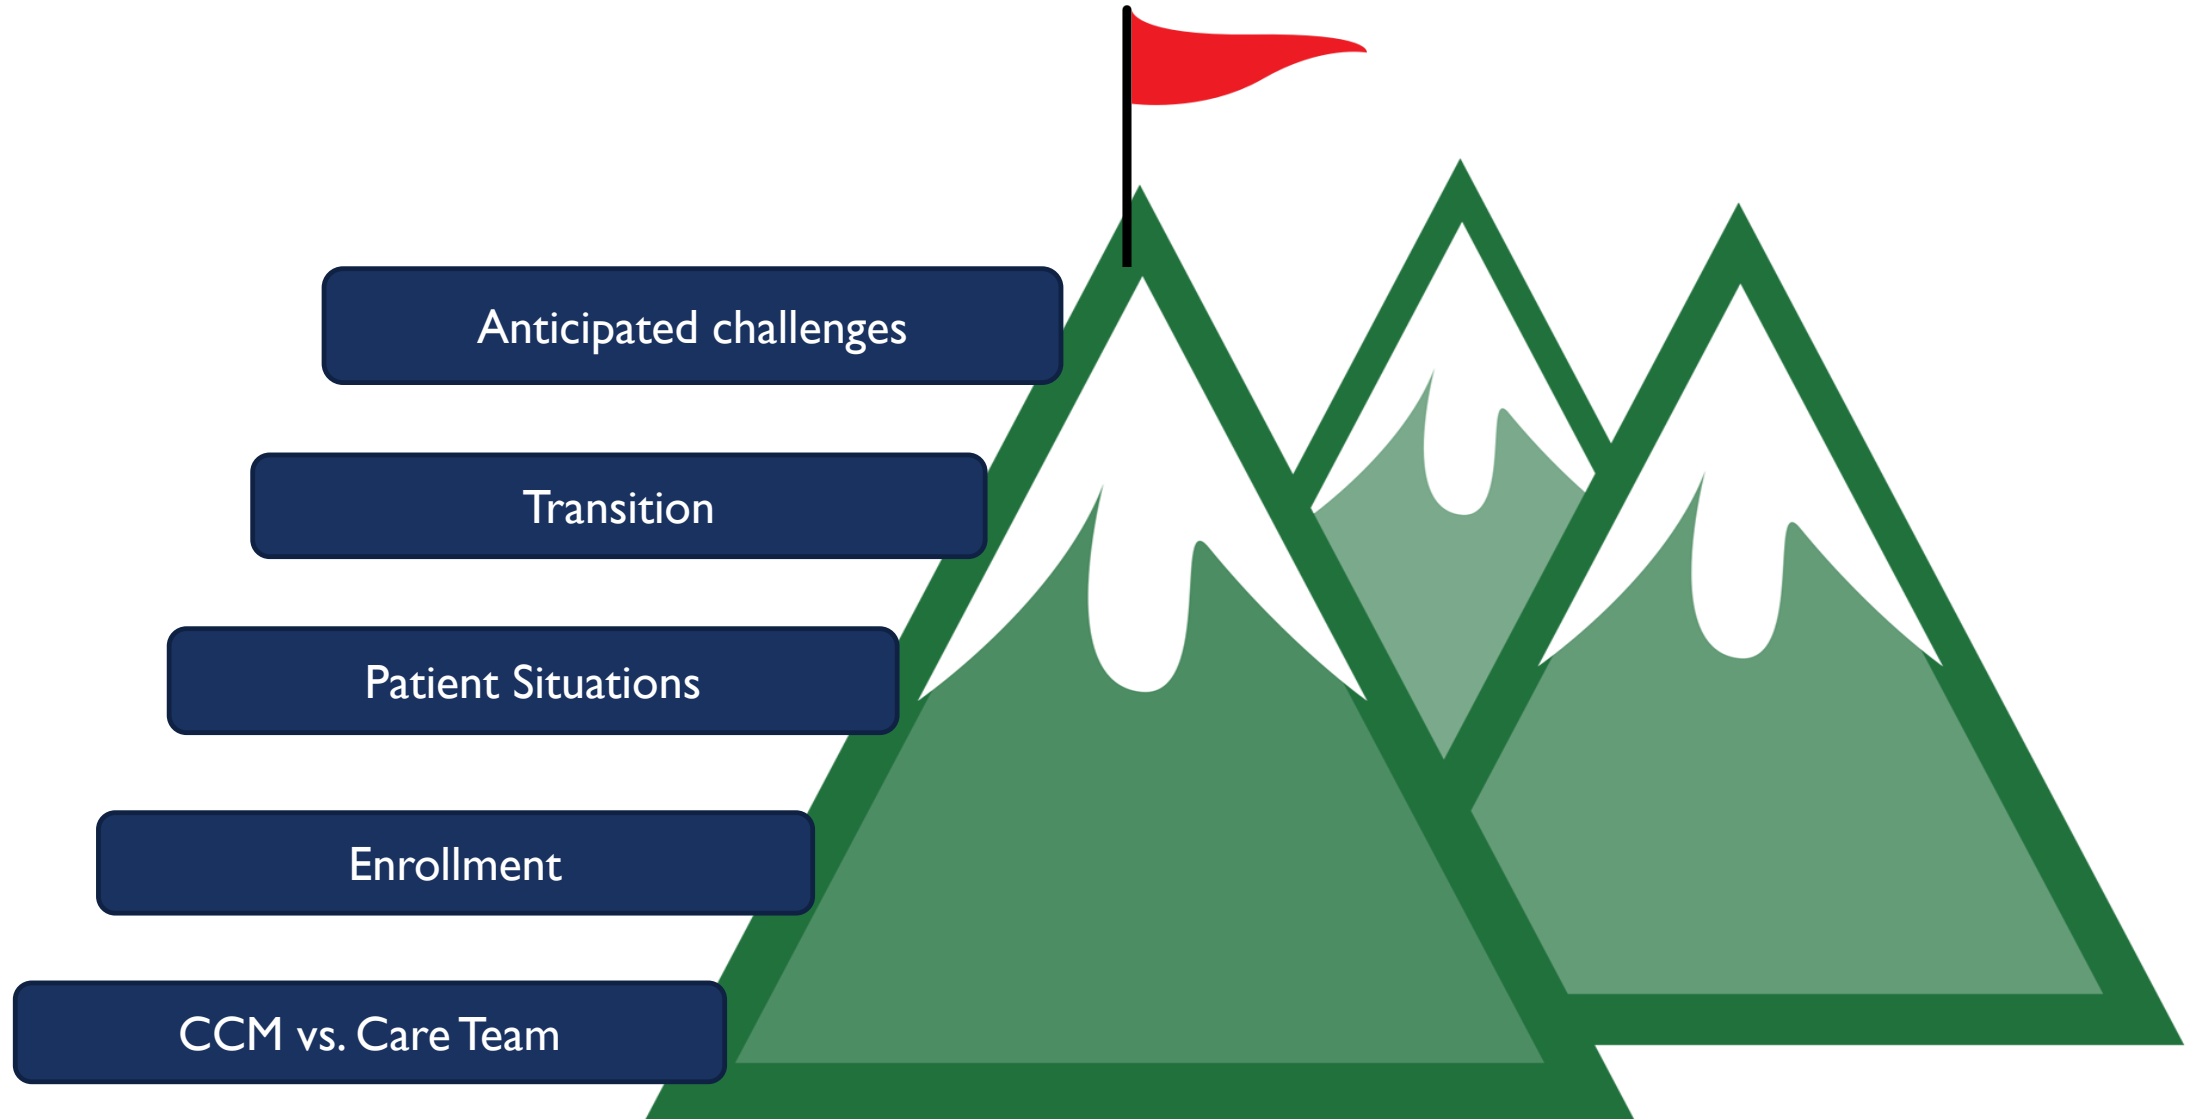 Anticipated challenges
Transition
Patient Situations
Enrollment
CCM vs. Care Team